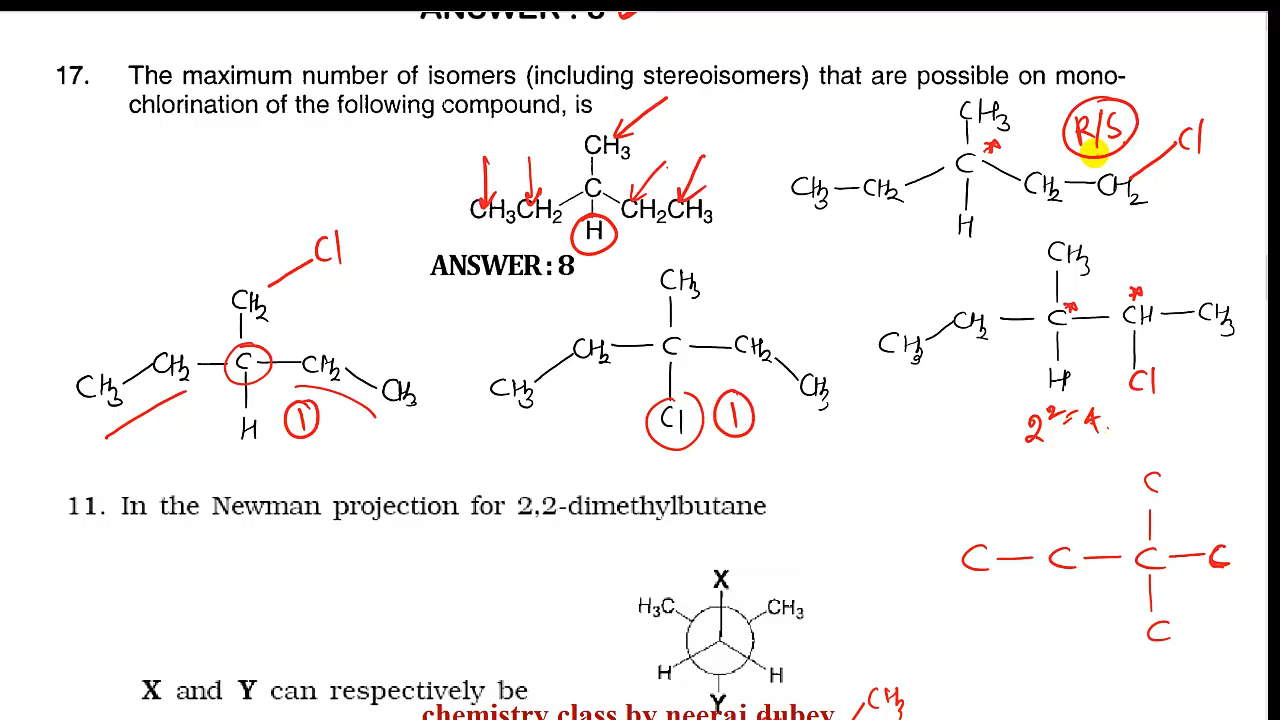 ANSWER : 8
17. The maximum number of isomers (including stereoisomers) that are possible on mono-
chlorination of the following compound, is
CH3
CH3CH2 C CH2CH3
H
ANSWER : 8
CH3
R/S
Cl
CH3 — CH2 C * CH2 — CH2
H
Cl
CH2
CH3 CH2 — C — CH2 CH3
H 1
CH3
CH3 CH2 — C — CH2 CH3
Cl 1
CH3
CH3 CH2 — C * — CH * — CH3
H Cl
2² = 4.
11. In the Newman projection for 2,2-dimethylbutane
C
C — C — C — C
C
X
H3C CH3
H H
Y
X and Y can respectively be
chemistry class by neeraj dubey
CH3